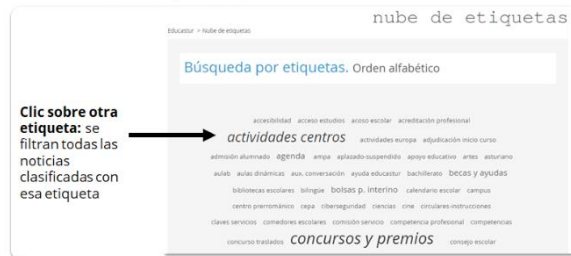 nube de etiquetas
Educastur > Nube de etiquetas
Búsqueda por etiquetas. Orden alfabético
Clic sobre otra
etiqueta: se
filtran todas las
noticias
clasificadas con
esa etiqueta
accesibilidad acceso estudios acoso escolar acreditación profesional
actividades centros actividades europa adjudicación inicio curso
admisión alumnado agenda ampa aplazado-suspendido apoyo educativo artes asturiano
aulab aulas dinámicas aux. conversación ayuda educastur bachillerato becas y ayudas
bibliotecas escolares bilingüe bolsas p. interino calendario escolar campus
centro prerrománico cepa ciberseguridad ciencias cine circulares-instrucciones
claves servicios comedores escolares comisión servicio competencia profesional competencias
concurso traslados concursos y premios consejo escolar